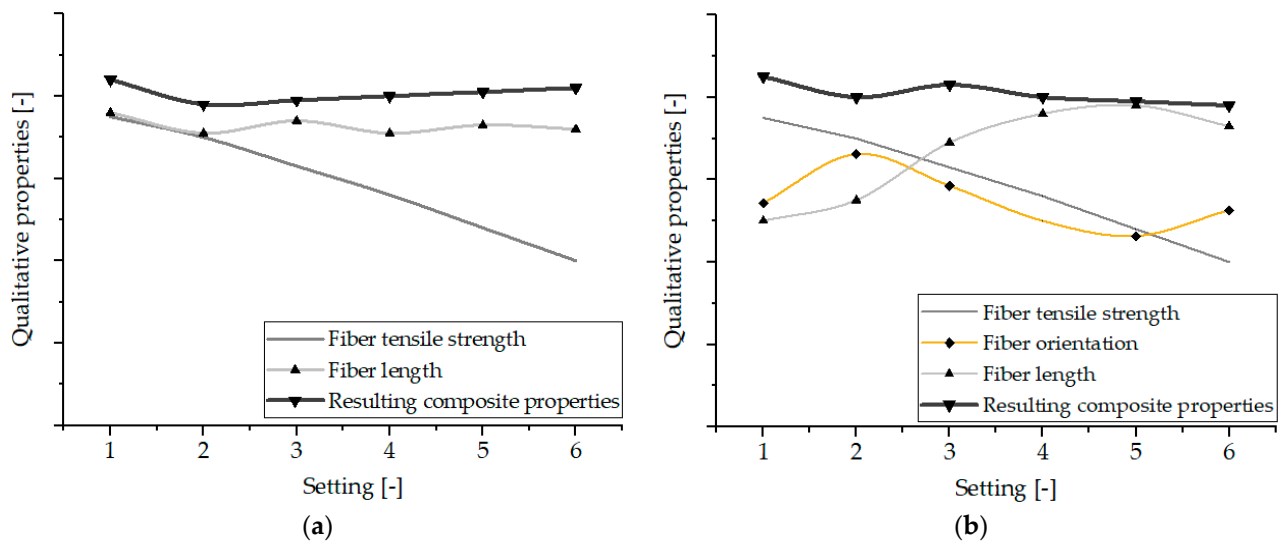 Qualitative properties [-]
Fiber tensile strength
Fiber length
Resulting composite properties
1 2 3 4 5 6
Setting [-]
(a)
Qualitative properties [-]
Fiber tensile strength
Fiber orientation
Fiber length
Resulting composite properties
1 2 3 4 5 6
Setting [-]
(b)